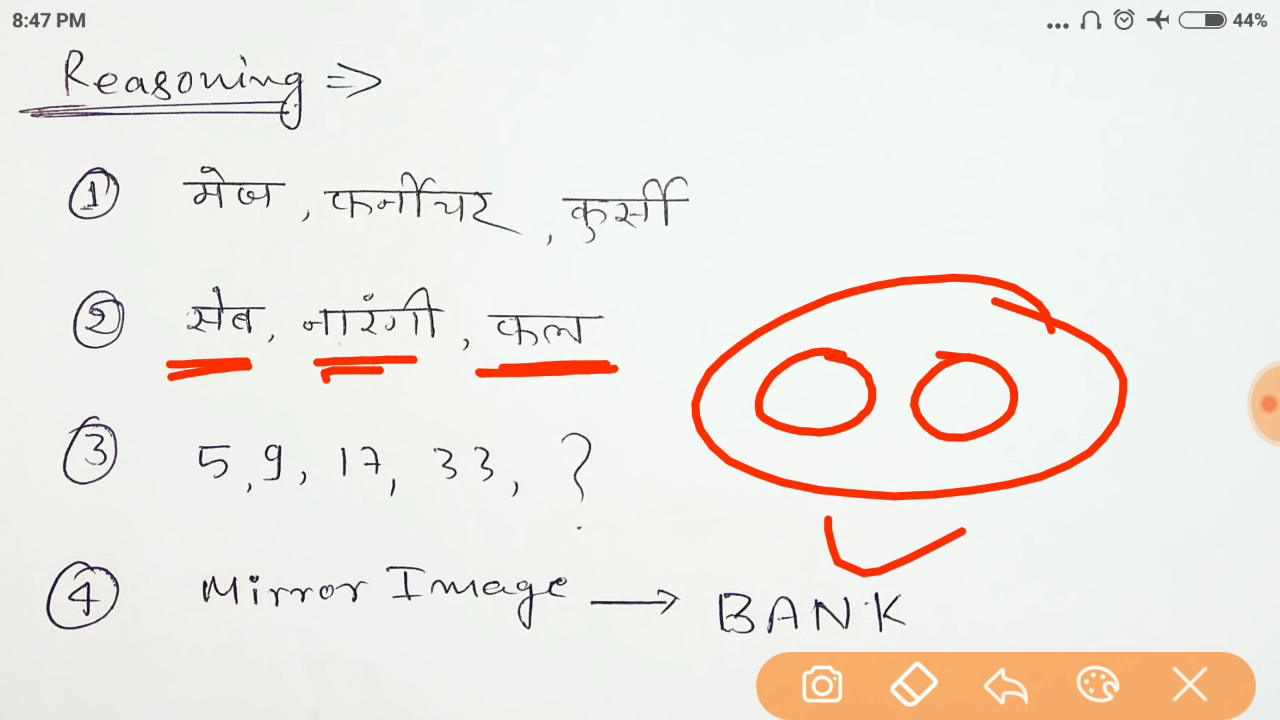 8:47 PM 44%
Reasoning ⇒
① मेज, फर्नीचर, कुर्सी
② सेब, नारंगी, फल
③ 5, 9, 17, 33, ?
④ Mirror Image → BANK